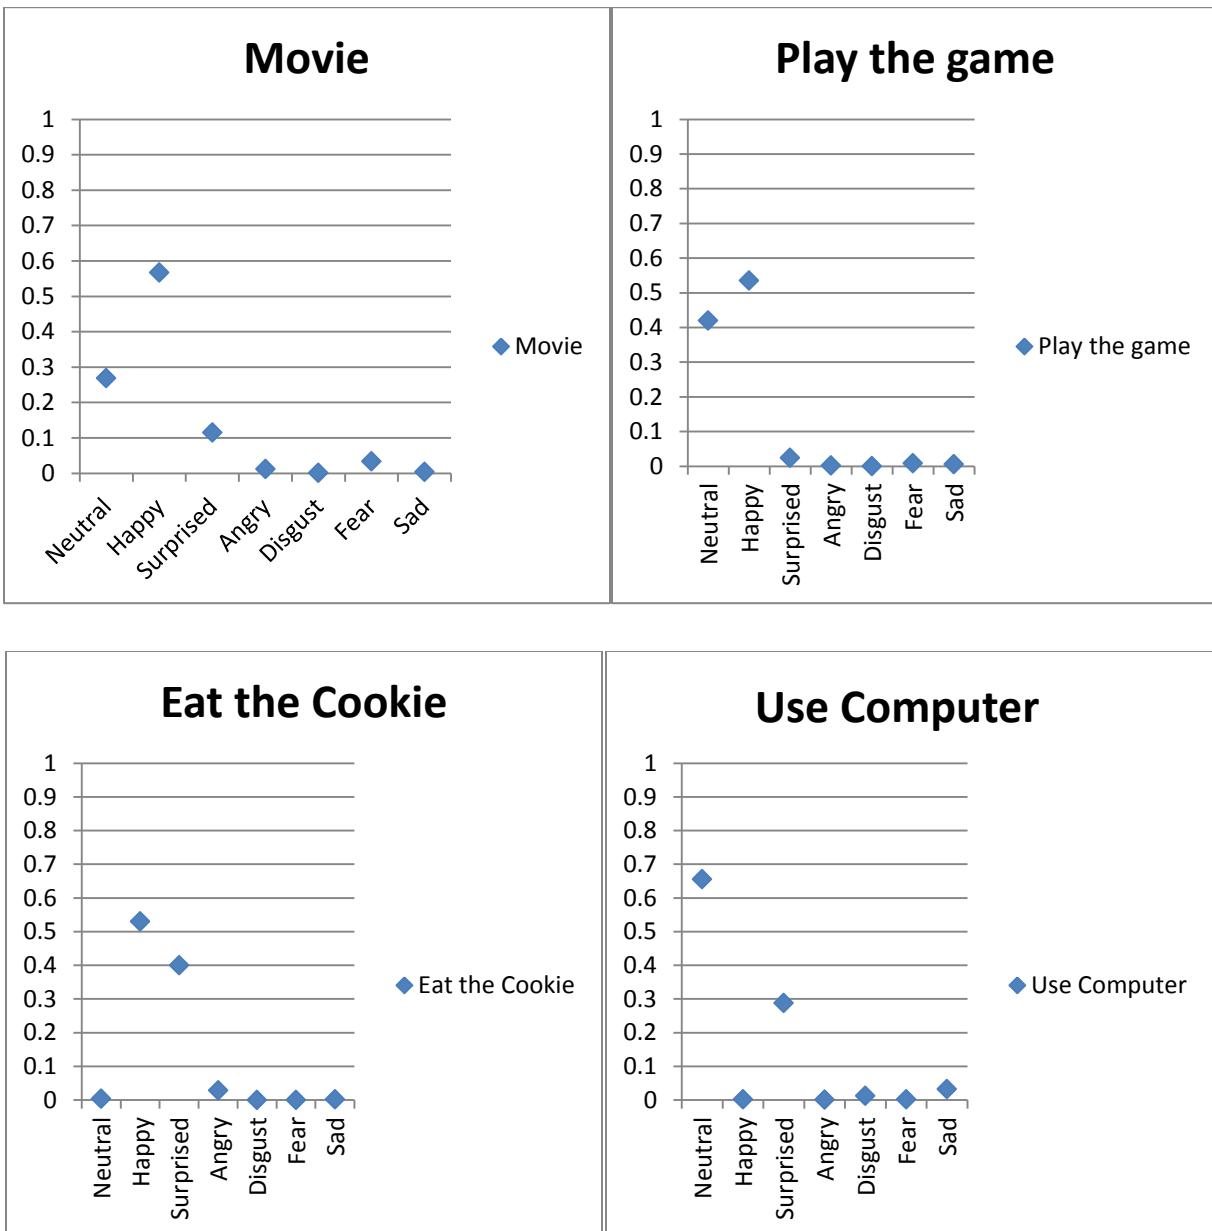 Movie
1
0.9
0.8
0.7
0.6
0.5
0.4
0.3
0.2
0.1
0
Neutral
Happy
Surprised
Angry
Disgust
Fear
Sad
Movie
Play the game
1
0.9
0.8
0.7
0.6
0.5
0.4
0.3
0.2
0.1
0
Neutral
Happy
Surprised
Angry
Disgust
Fear
Sad
Play the game
Eat the Cookie
1
0.9
0.8
0.7
0.6
0.5
0.4
0.3
0.2
0.1
0
Neutral
Happy
Surprised
Angry
Disgust
Fear
Sad
Eat the Cookie
Use Computer
1
0.9
0.8
0.7
0.6
0.5
0.4
0.3
0.2
0.1
0
Neutral
Happy
Surprised
Angry
Disgust
Fear
Sad
Use Computer